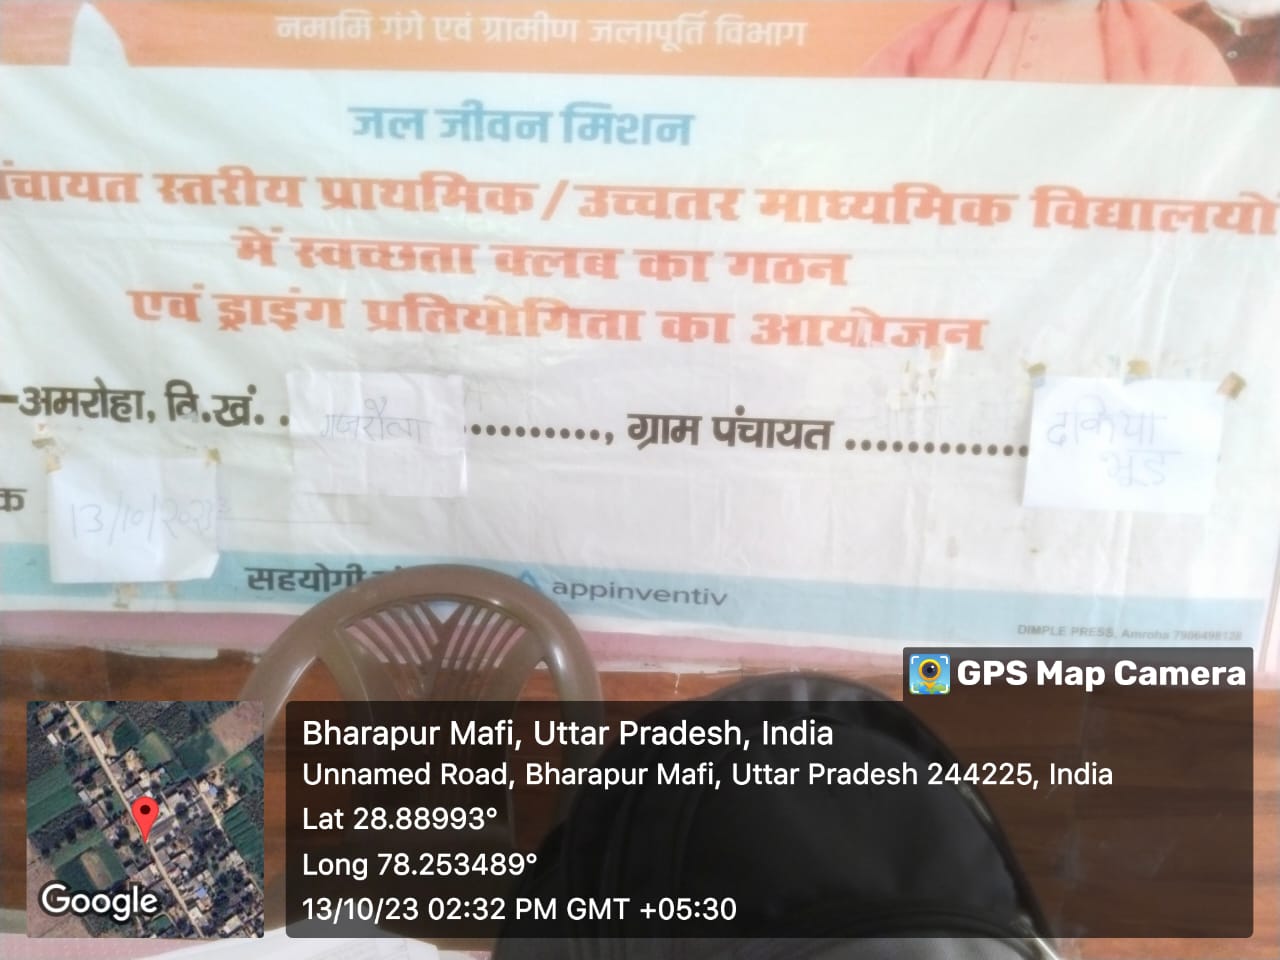 नमामि गंगे एवं ग्रामीण जलापूर्ति विभाग
जल जीवन मिशन
ंचायत स्तरीय प्राथमिक/उच्चतर माध्यमिक विद्यालयो
में स्वच्छता क्लब का गठन
एवं ड्राइंग प्रतियोगिता का आयोजन
-अमरोहा, वि.खं. . गजरौला .........., ग्राम पंचायत ............. ढकिया
भूड
क 13/10/2023
सहयोगी appinventiv
DIMPLE PRESS, Amroha 7906498128
GPS Map Camera
Bharapur Mafi, Uttar Pradesh, India
Unnamed Road, Bharapur Mafi, Uttar Pradesh 244225, India
Lat 28.88993°
Long 78.253489°
13/10/23 02:32 PM GMT +05:30
Google